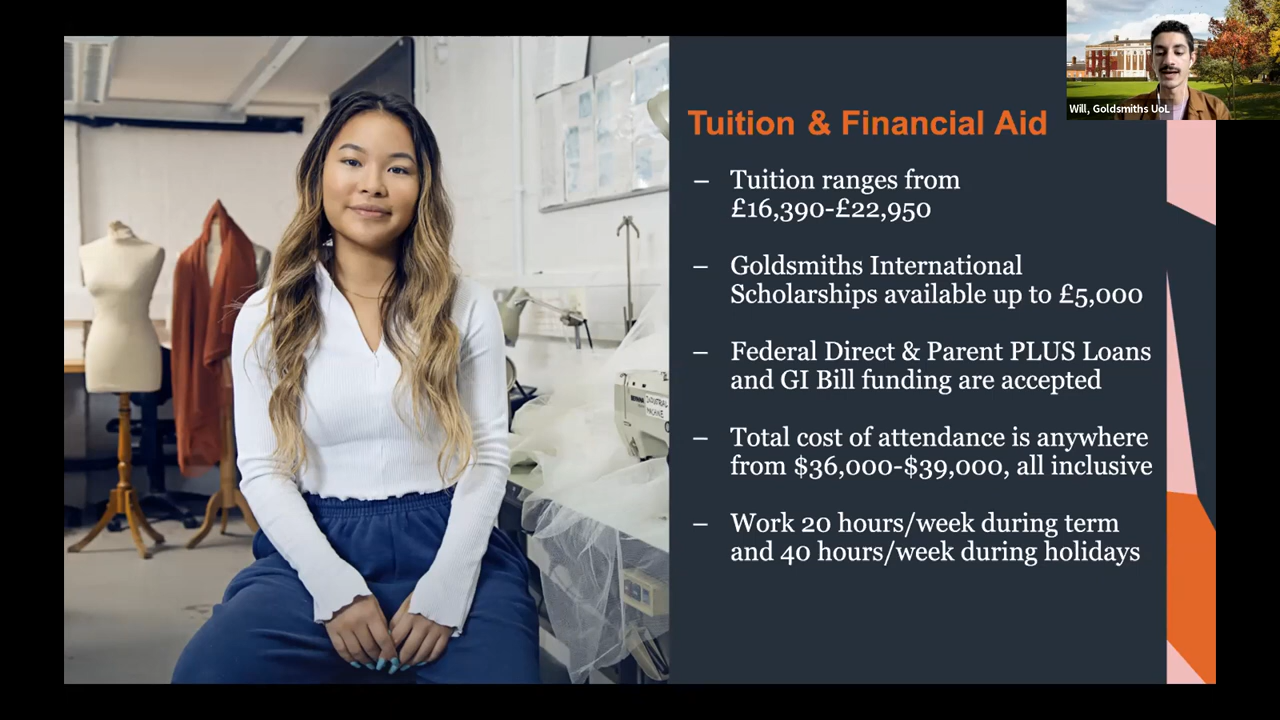 Will, Goldsmiths UoL
Tuition & Financial Aid
– Tuition ranges from
£16,390-£22,950
– Goldsmiths International
Scholarships available up to £5,000
– Federal Direct & Parent PLUS Loans
and GI Bill funding are accepted
– Total cost of attendance is anywhere
from $36,000-$39,000, all inclusive
– Work 20 hours/week during term
and 40 hours/week during holidays
INDUSTRIAL
MACHINE